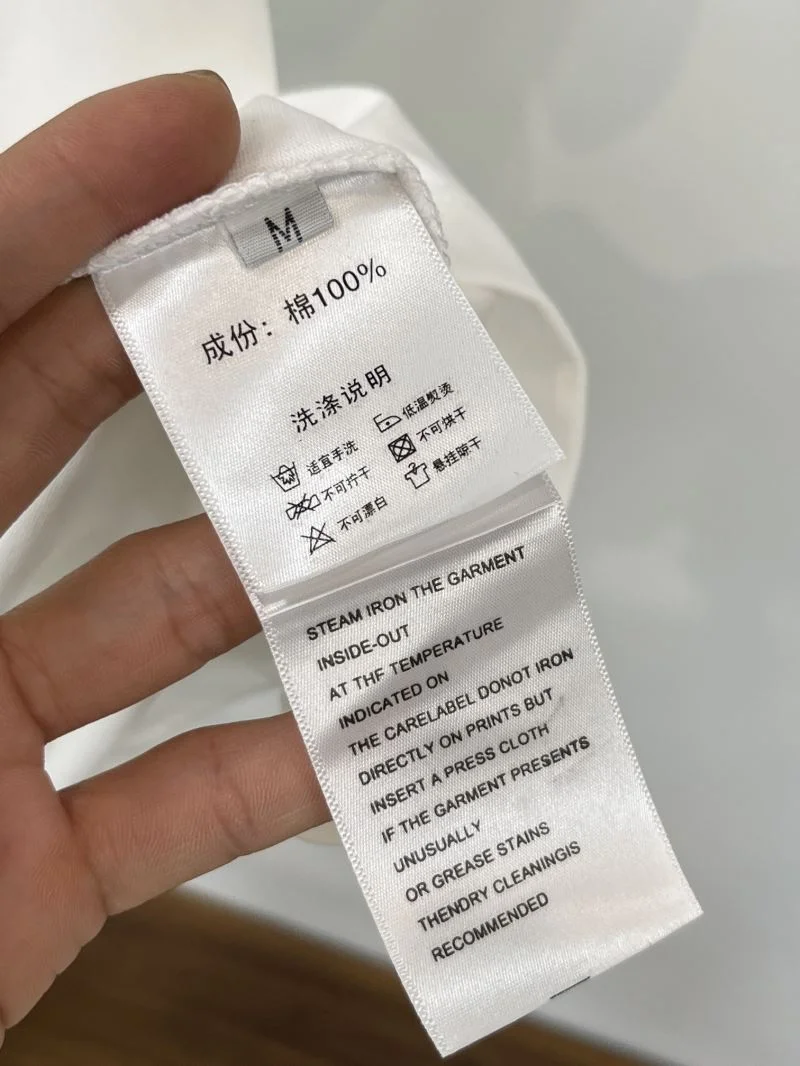 M
成份：棉100%
洗涤说明
适宜手洗
低温熨烫
不可拧干
不可烘干
不可漂白
悬挂晾干
STEAM IRON THE GARMENT
INSIDE-OUT
AT THF TEMPERATURE
INDICATED ON
THE CARELABEL DONOT IRON
DIRECTLY ON PRINTS BUT
INSERT A PRESS CLOTH
IF THE GARMENT PRESENTS
UNUSUALLY
OR GREASE STAINS
THENDRY CLEANINGIS
RECOMMENDED